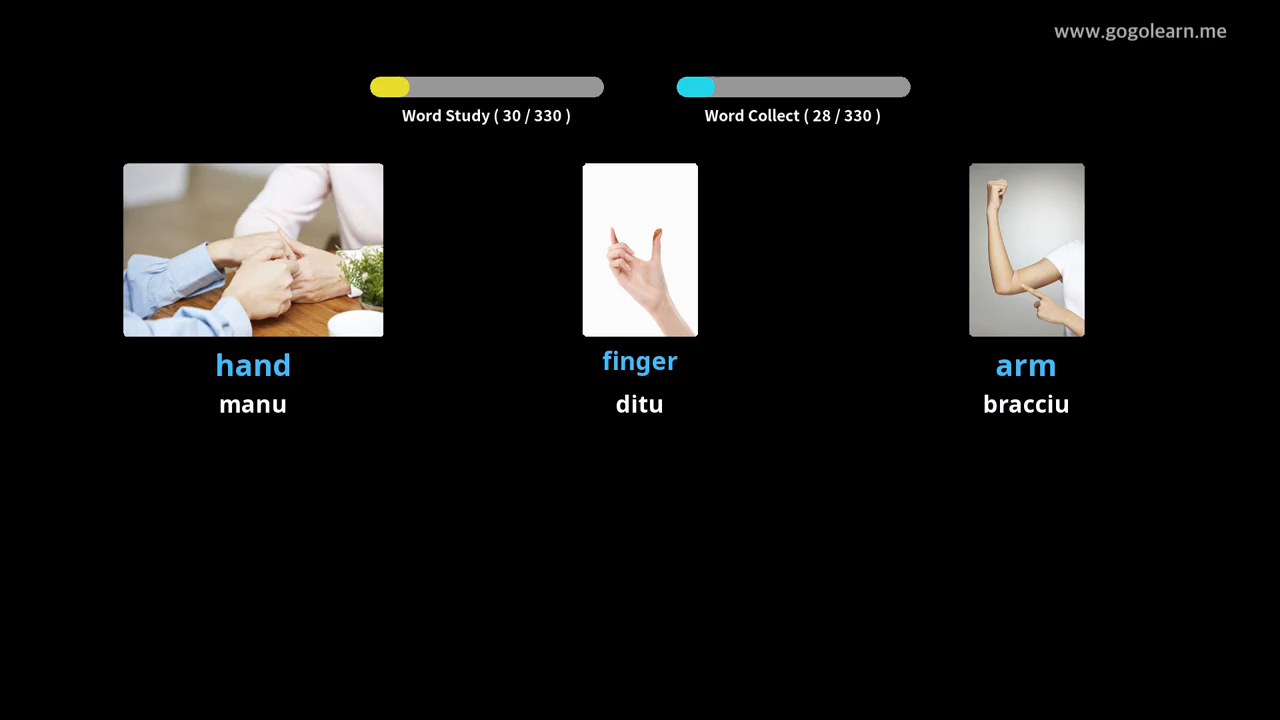 www.gogolearn.me
Word Study ( 30 / 330 )
Word Collect ( 28 / 330 )
hand
manu
finger
ditu
arm
bracciu